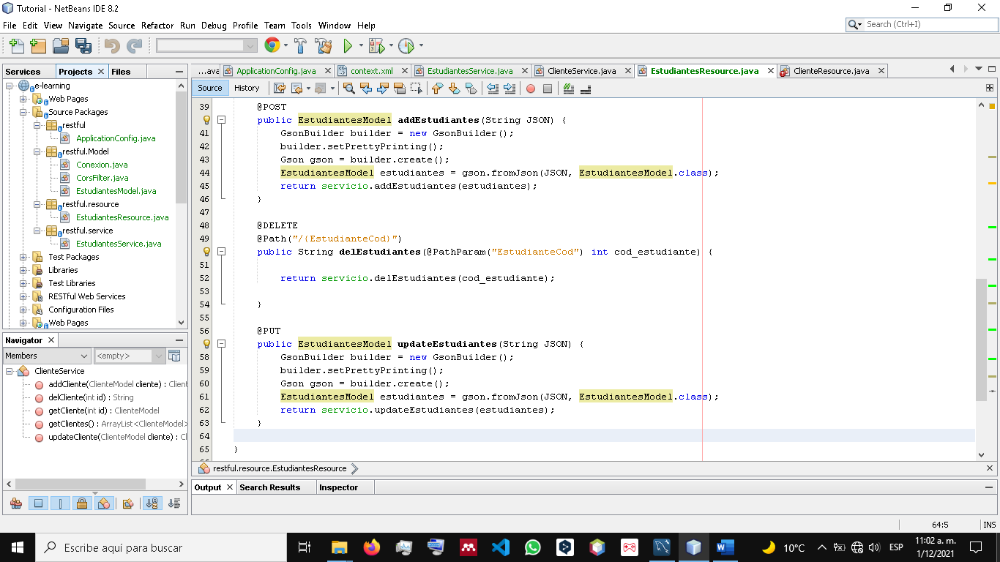 Tutorial - NetBeans IDE 8.2
File Edit View Navigate Source Refactor Run Debug Profile Team Tools Window Help
Search (Ctrl+I)
Services Projects Files
...ava ApplicationConfig.java context.xml EstudiantesService.java ClienteService.java EstudiantesResource.java ClienteResource.java
Source History
e-learning
Web Pages
Source Packages
restful
ApplicationConfig.java
restful.Model
Conexion.java
CorsFilter.java
EstudiantesModel.java
restful.resource
EstudiantesResource.java
restful.service
EstudiantesService.java
Test Packages
Libraries
Test Libraries
RESTful Web Services
Configuration Files
Web Pages
Navigator
Members <empty>
ClienteService
addCliente(ClienteModel cliente) : Client
delCliente(int id) : String
getCliente(int id) : ClienteModel
getClientes() : ArrayList<ClienteModel>
updateCliente(ClienteModel cliente) : Cl
39 @POST
public EstudiantesModel addEstudiantes(String JSON) {
41 GsonBuilder builder = new GsonBuilder();
42 builder.setPrettyPrinting();
43 Gson gson = builder.create();
44 EstudiantesModel estudiantes = gson.fromJson(JSON, EstudiantesModel.class);
45 return servicio.addEstudiantes(estudiantes);
46 }
47
48 @DELETE
49 @Path("/{EstudianteCod}")
public String delEstudiantes(@PathParam("EstudianteCod") int cod_estudiante) {
51
52 return servicio.delEstudiantes(cod_estudiante);
53
54 }
55
56 @PUT
public EstudiantesModel updateEstudiantes(String JSON) {
58 GsonBuilder builder = new GsonBuilder();
59 builder.setPrettyPrinting();
60 Gson gson = builder.create();
61 EstudiantesModel estudiantes = gson.fromJson(JSON, EstudiantesModel.class);
62 return servicio.updateEstudiantes(estudiantes);
63 }
64
65 }
restful.resource.EstudiantesResource
Output Search Results Inspector
64:5 INS
Escribe aquí para buscar
10°C ESP 11:02 a. m.
1/12/2021